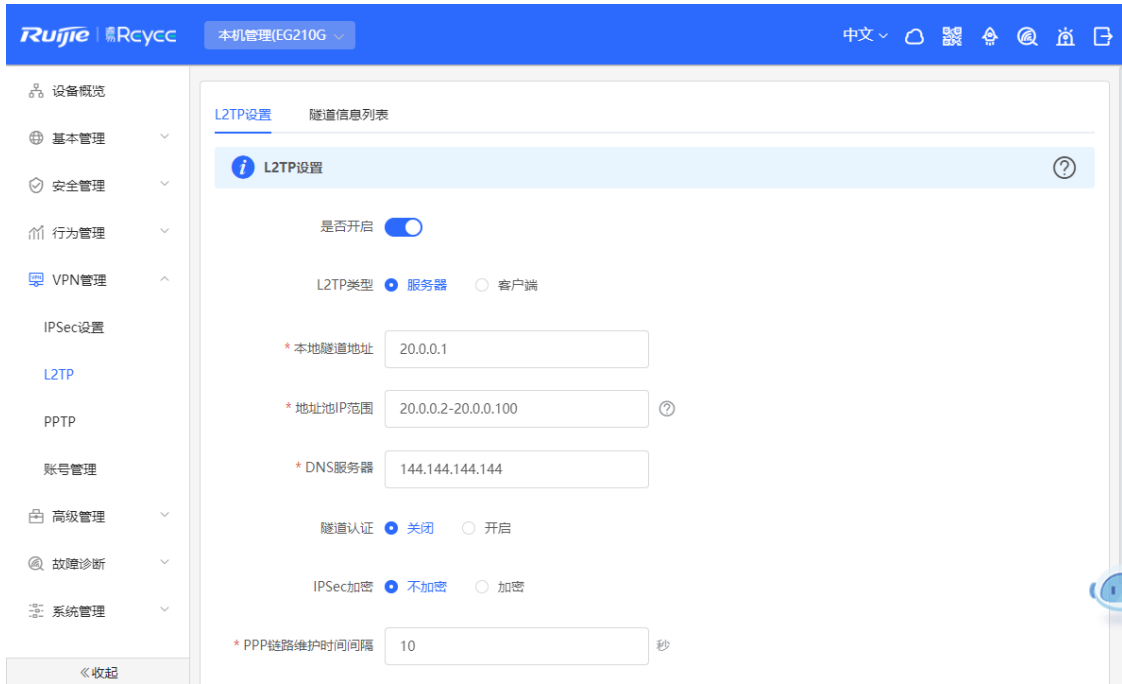 Ruijie | 睿易Rcycc 本机管理(EG210G 中文
设备概览
基本管理
安全管理
行为管理
VPN管理
IPSec设置
L2TP
PPTP
账号管理
高级管理
故障诊断
系统管理
≪收起
L2TP设置 隧道信息列表
L2TP设置
是否开启
L2TP类型 服务器 客户端
* 本地隧道地址 20.0.0.1
* 地址池IP范围 20.0.0.2-20.0.0.100
* DNS服务器 144.144.144.144
隧道认证 关闭 开启
IPSec加密 不加密 加密
* PPP链路维护时间间隔 10 秒